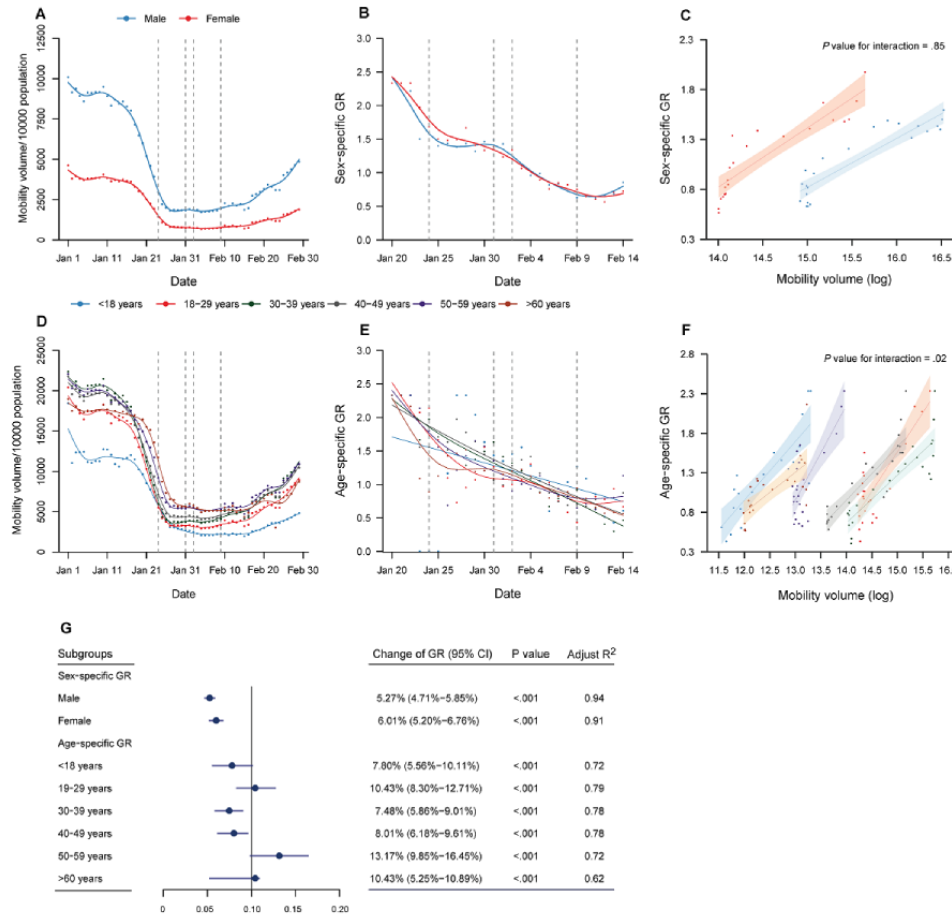 A
Male Female
Mobility volume/10000 population
12500
10000
7500
5000
2500
0
Jan 1 Jan 11 Jan 21 Jan 31 Feb 10 Feb 20 Feb 30
Date
B
Sex-specific GR
3.0
2.5
2.0
1.5
1.0
0.5
0.0
Jan 20 Jan 25 Jan 30 Feb 4 Feb 9 Feb 14
Date
C
P value for interaction = .85
Sex-specific GR
2.3
1.8
1.3
0.8
0.3
14.0 14.5 15.0 15.5 16.0 16.5
Mobility volume (log)
<18 years 18-29 years 30-39 years 40-49 years 50-59 years >60 years
D
Mobility volume/10000 population
25000
20000
15000
10000
5000
0
Jan 1 Jan 11 Jan 21 Jan 31 Feb 10 Feb 20 Feb 30
Date
E
Age-specific GR
3.0
2.5
2.0
1.5
1.0
0.5
0.0
Jan 20 Jan 25 Jan 30 Feb 4 Feb 9 Feb 14
Date
F
P value for interaction = .02
Age-specific GR
2.8
2.3
1.8
1.3
0.8
0.3
11.5 12.0 12.5 13.0 13.5 14.0 14.5 15.0 15.5 16.
Mobility volume (log)
G
Subgroups Change of GR (95% CI) P value Adjust R²
Sex-specific GR
Male 5.27% (4.71%−5.85%) <.001 0.94
Female 6.01% (5.20%−6.76%) <.001 0.91
Age-specific GR
<18 years 7.80% (5.56%−10.11%) <.001 0.72
19-29 years 10.43% (8.30%−12.71%) <.001 0.79
30-39 years 7.48% (5.86%−9.01%) <.001 0.78
40-49 years 8.01% (6.18%−9.61%) <.001 0.78
50-59 years 13.17% (9.85%−16.45%) <.001 0.72
>60 years 10.43% (5.25%−10.89%) <.001 0.62
0 0.05 0.10 0.15 0.20